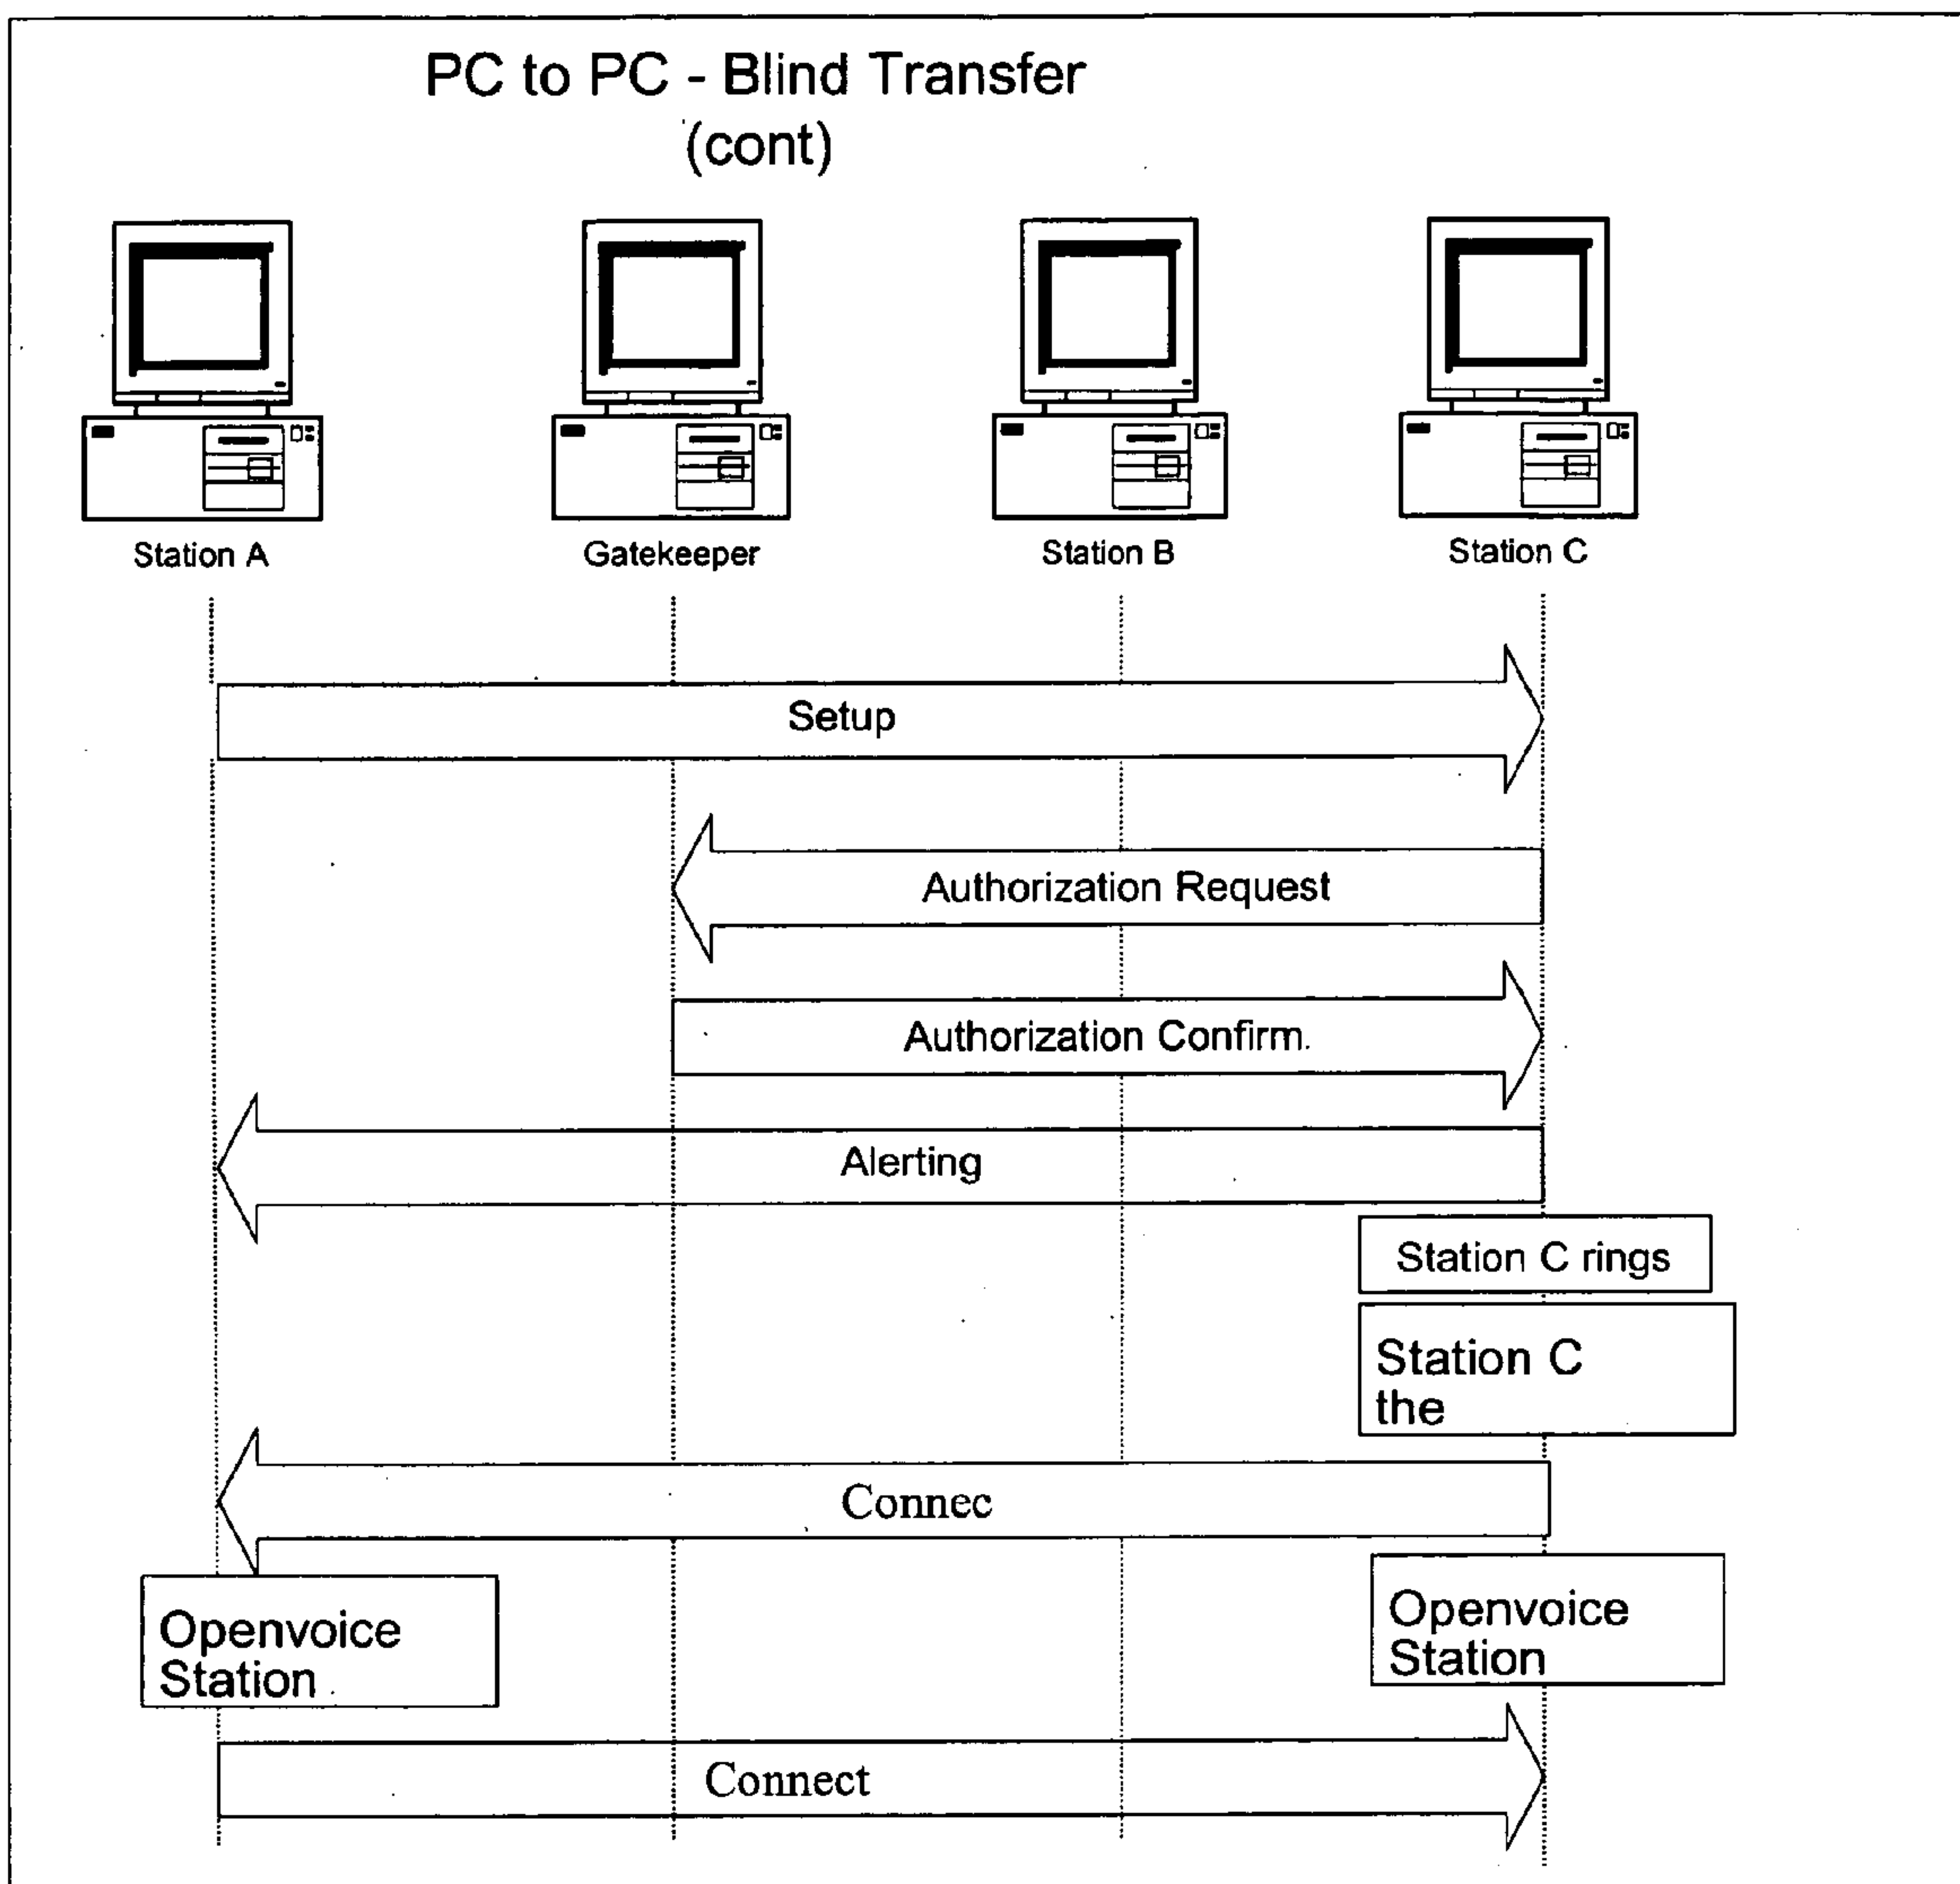 PC to PC - Blind Transfer
(cont)
Station A
Gatekeeper
Station B
Station C
Setup
Authorization Request
Authorization Confirm.
Alerting
Station C rings
Station C
the
Connec
Openvoice
Station
Openvoice
Station
Connect